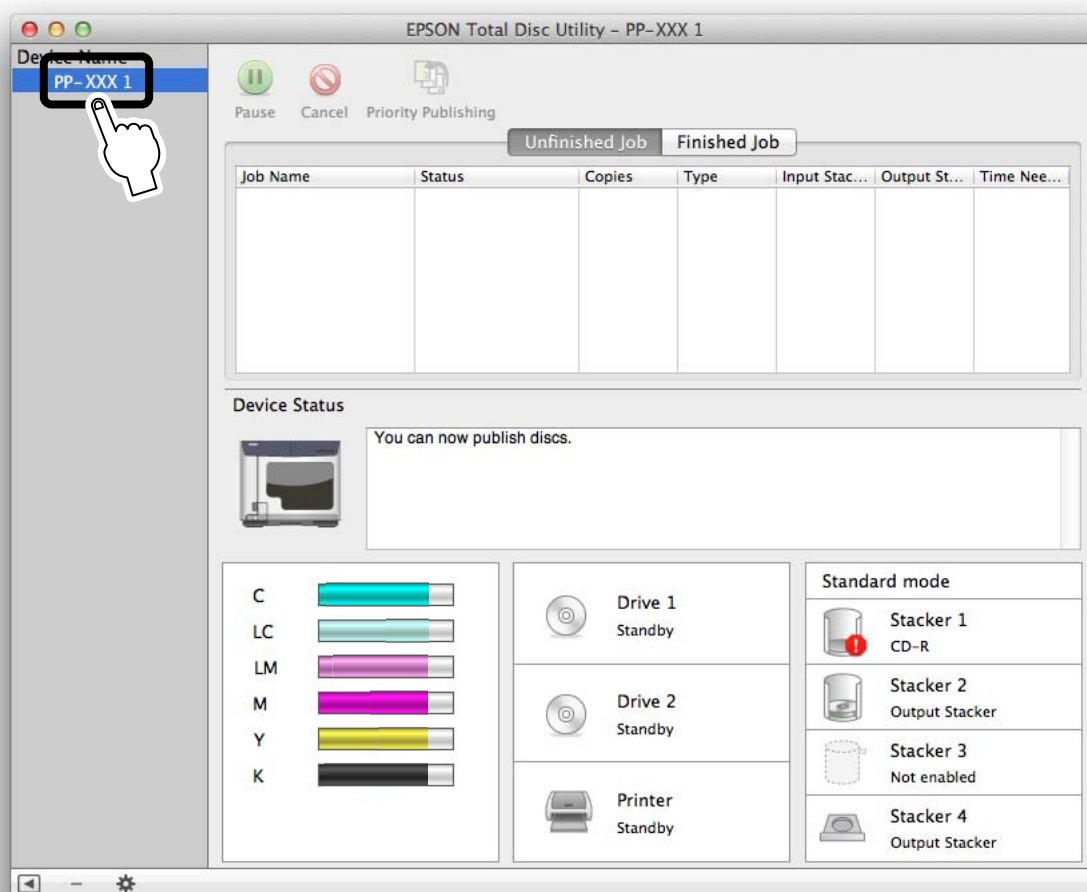 EPSON Total Disc Utility - PP-XXX 1
Device Name
PP-XXX 1
Pause Cancel Priority Publishing
Unfinished Job Finished Job
Job Name Status Copies Type Input Stac... Output St... Time Nee...
Device Status
You can now publish discs.
C
LC
LM
M
Y
K
Drive 1
Standby
Drive 2
Standby
Printer
Standby
Standard mode
Stacker 1
CD-R
Stacker 2
Output Stacker
Stacker 3
Not enabled
Stacker 4
Output Stacker